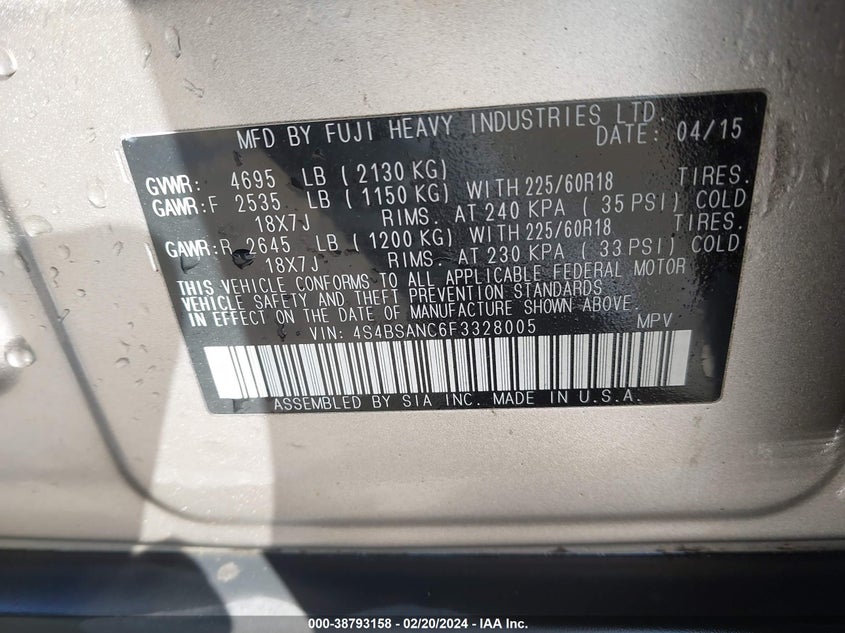 MFD BY FUJI HEAVY INDUSTRIES LTD.
DATE: 04/15
GVWR: 4695 LB (2130 KG)
GAWR:F 2535 LB (1150 KG) WITH 225/60R18 TIRES.
18X7J RIMS. AT 240 KPA (35 PSI) COLD
GAWR:R 2645 LB (1200 KG) WITH 225/60R18 TIRES.
18X7J RIMS. AT 230 KPA (33 PSI) COLD
THIS VEHICLE CONFORMS TO ALL APPLICABLE FEDERAL MOTOR
VEHICLE SAFETY AND THEFT PREVENTION STANDARDS
IN EFFECT ON THE DATE OF MANUFACTURE SHOWN ABOVE.
VIN: 4S4BSANC6F3328005 MPV
ASSEMBLED BY SIA INC. MADE IN U.S.A.
000-38793158 - 02/20/2024 - IAA Inc.